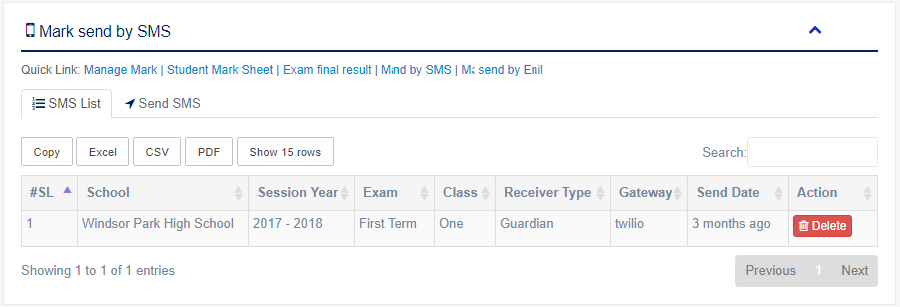 Mark send by SMS
Quick Link: Manage Mark | Student Mark Sheet | Exam final result | Mnd by SMS | Mk send by Enil
SMS List Send SMS
Copy Excel CSV PDF Show 15 rows Search:
#SL School Session Year Exam Class Receiver Type Gateway Send Date Action
1 Windsor Park High School 2017 - 2018 First Term One Guardian twilio 3 months ago Delete
Showing 1 to 1 of 1 entries Previous 1 Next